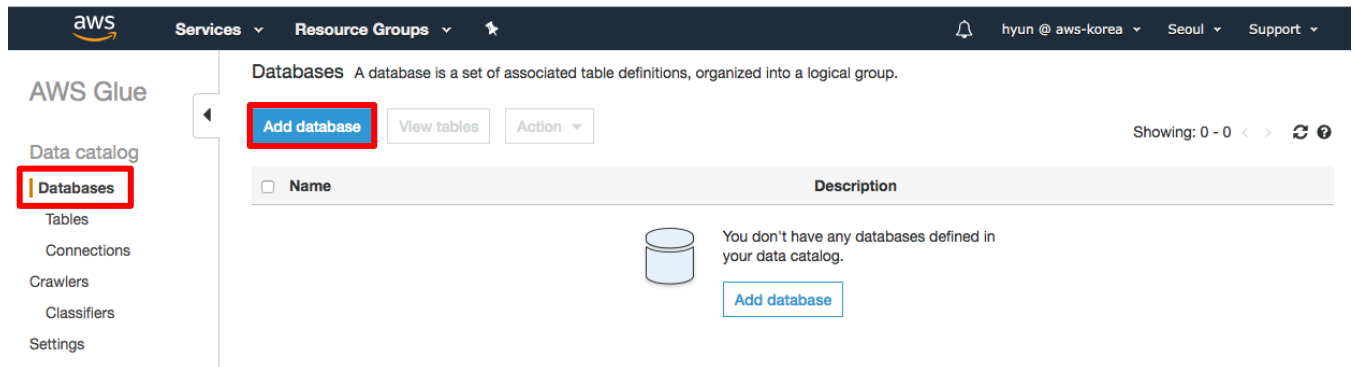 aws Services Resource Groups hyun @ aws-korea Seoul Support
AWS Glue
Data catalog
Databases
Tables
Connections
Crawlers
Classifiers
Settings
Databases A database is a set of associated table definitions, organized into a logical group.
Add database View tables Action
Showing: 0 - 0 < >
Name Description
You don't have any databases defined in
your data catalog.
Add database